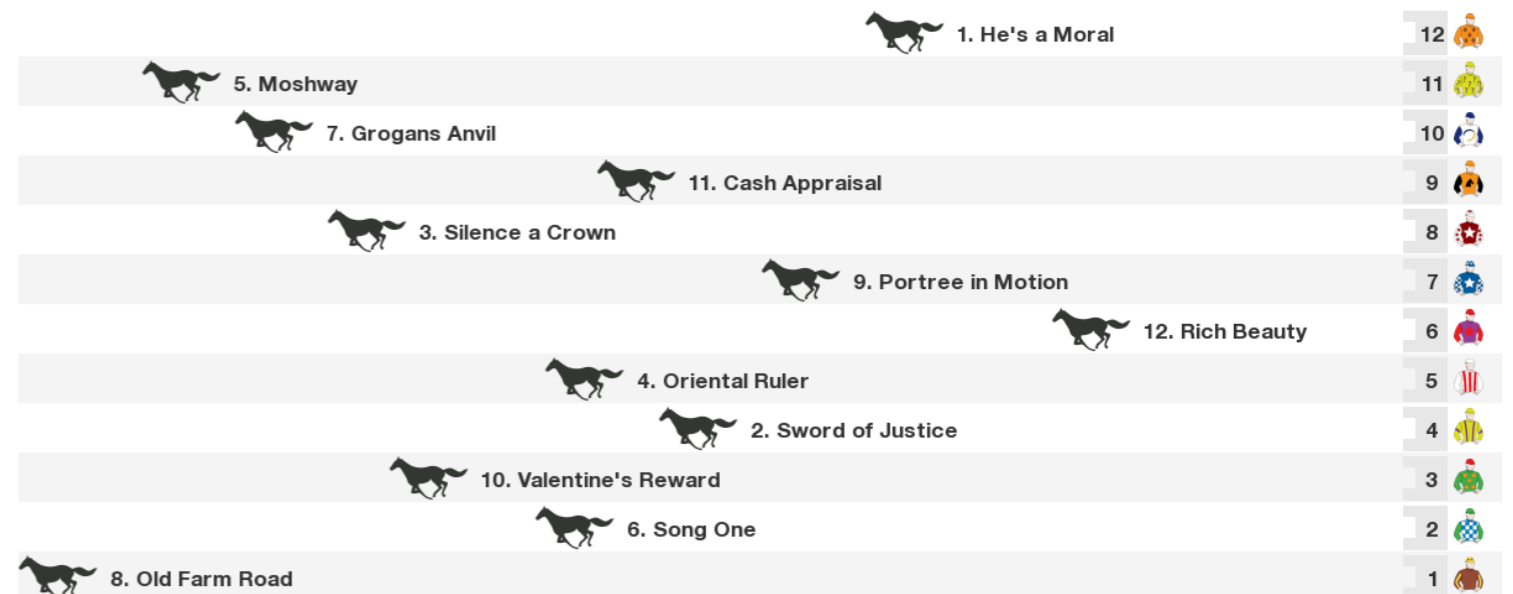 1. He's a Moral 12
5. Moshway 11
7. Grogans Anvil 10
11. Cash Appraisal 9
3. Silence a Crown 8
9. Portree in Motion 7
12. Rich Beauty 6
4. Oriental Ruler 5
2. Sword of Justice 4
10. Valentine's Reward 3
6. Song One 2
8. Old Farm Road 1